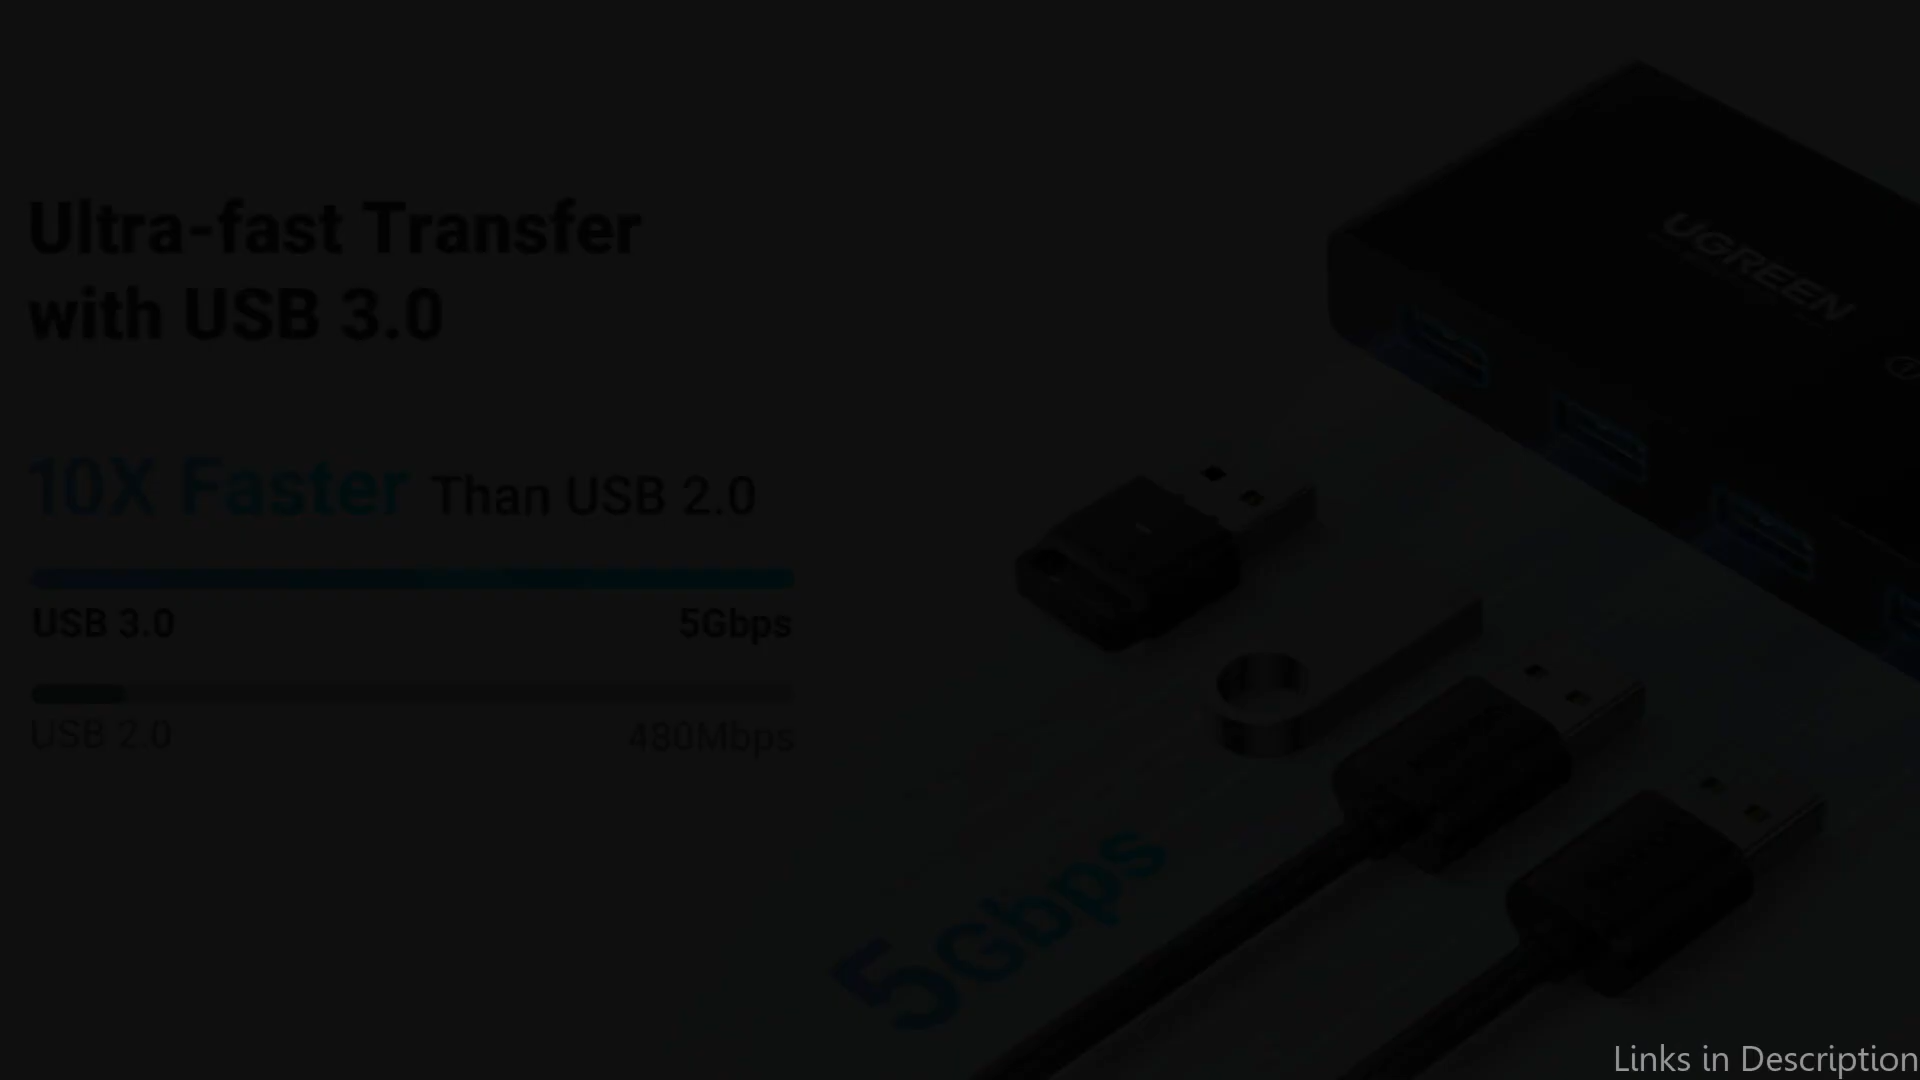 Ultra-fast Transfer
with USB 3.0
UGREEN
10X Faster Than USB 2.0
USB 3.0 5Gbps
USB 2.0 480Mbps
5Gbps
Links in Description